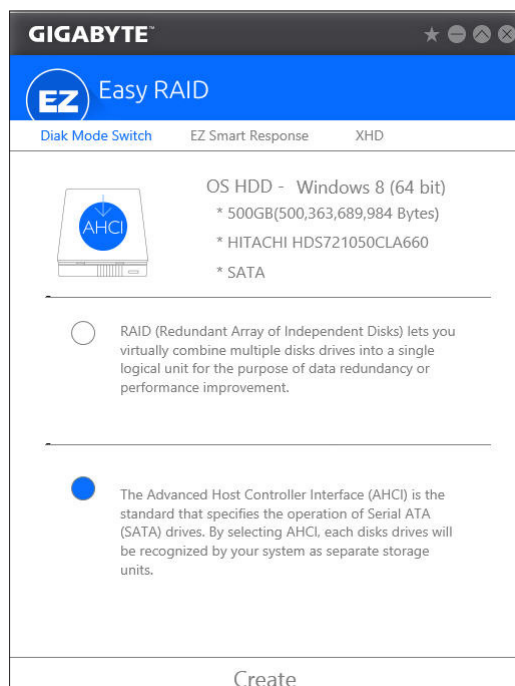 GIGABYTE™
EZ Easy RAID
Diak Mode Switch EZ Smart Response XHD
OS HDD - Windows 8 (64 bit)
* 500GB(500,363,689,984 Bytes)
AHCI
* HITACHI HDS721050CLA660
* SATA
RAID (Redundant Array of Independent Disks) lets you
virtually combine multiple disks drives into a single
logical unit for the purpose of data redundancy or
performance improvement.
The Advanced Host Controller Interface (AHCI) is the
standard that specifies the operation of Serial ATA
(SATA) drives. By selecting AHCI, each disks drives will
be recognized by your system as separate storage
units.
Create